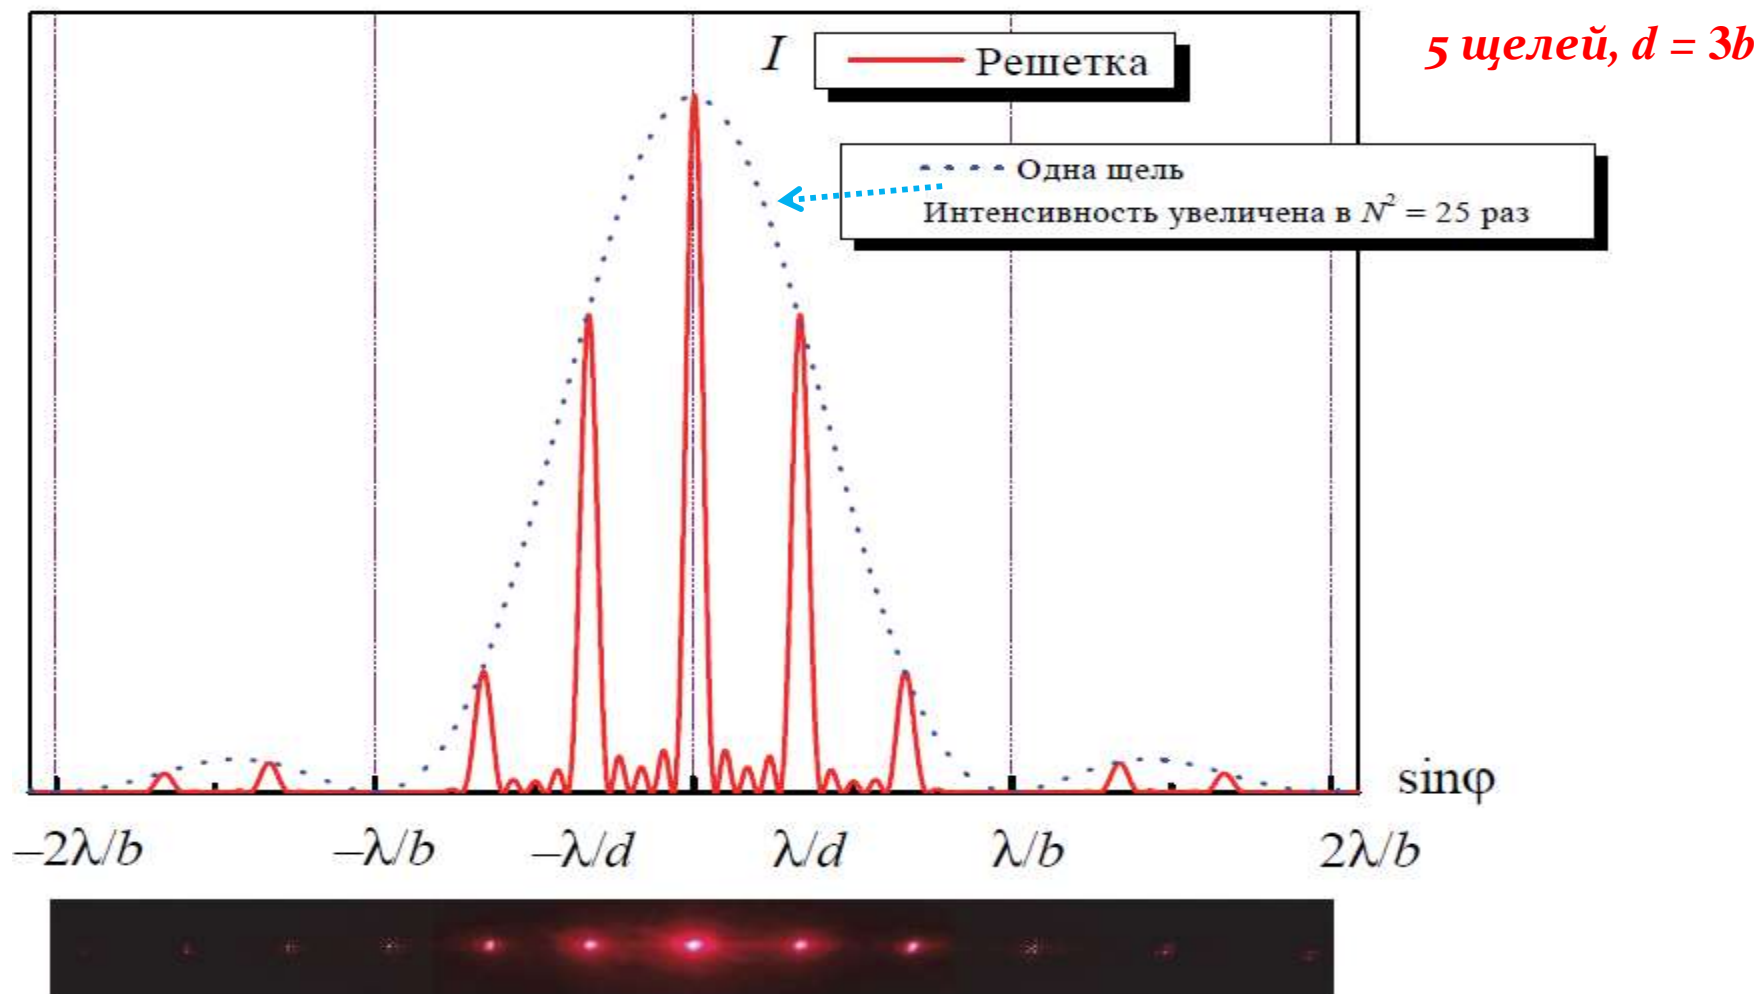 5 щелей, d = 3b
I
Решетка
Одна щель
Интенсивность увеличена в N² = 25 раз
sinφ
–2λ/b
–λ/b
–λ/d
λ/d
λ/b
2λ/b